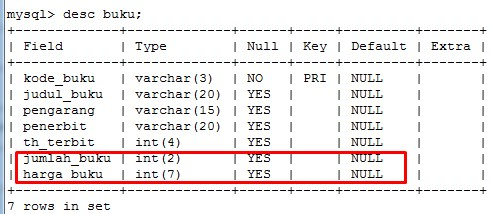 mysql> desc buku;
+-------------+-------------+------+-----+---------+-------+
| Field | Type | Null | Key | Default | Extra |
+-------------+-------------+------+-----+---------+-------+
| kode_buku | varchar(3) | NO | PRI | NULL | |
| judul_buku | varchar(20) | YES | | NULL | |
| pengarang | varchar(15) | YES | | NULL | |
| penerbit | varchar(20) | YES | | NULL | |
| th_terbit | int(4) | YES | | NULL | |
| jumlah_buku | int(2) | YES | | NULL | |
| harga_buku | int(7) | YES | | NULL | |
+-------------+-------------+------+-----+---------+-------+
7 rows in set